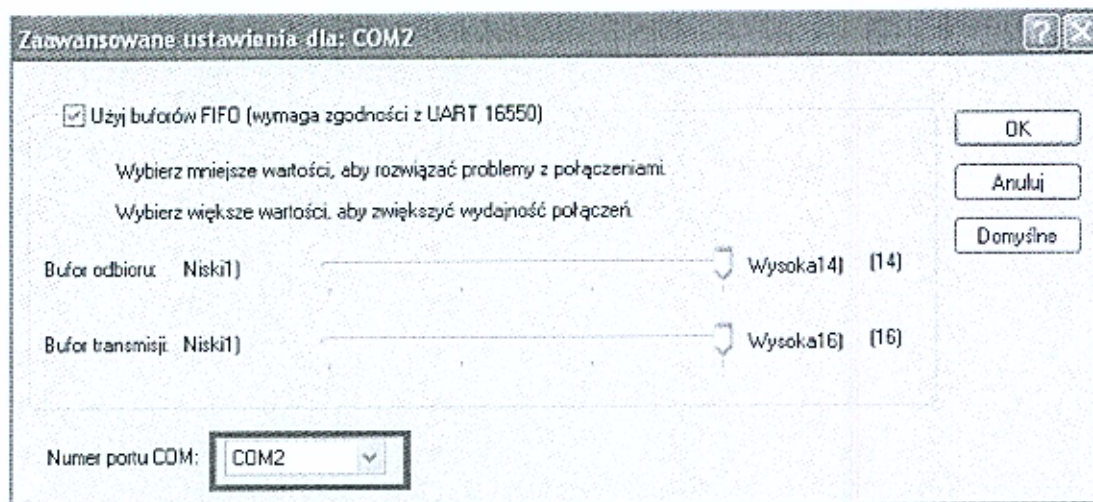 Zaawansowane ustawienia dla: COM2
Użyj buforów FIFO (wymaga zgodności z UART 16550)
OK
Wybierz mniejsze wartości, aby rozwiązać problemy z połączeniami.
Anuluj
Wybierz większe wartości, aby zwiększyć wydajność połączeń.
Domyślne
Bufor odbioru: Niski1) Wysoka14) (14)
Bufor transmisji: Niski1) Wysoka16) (16)
Numer portu COM: COM2